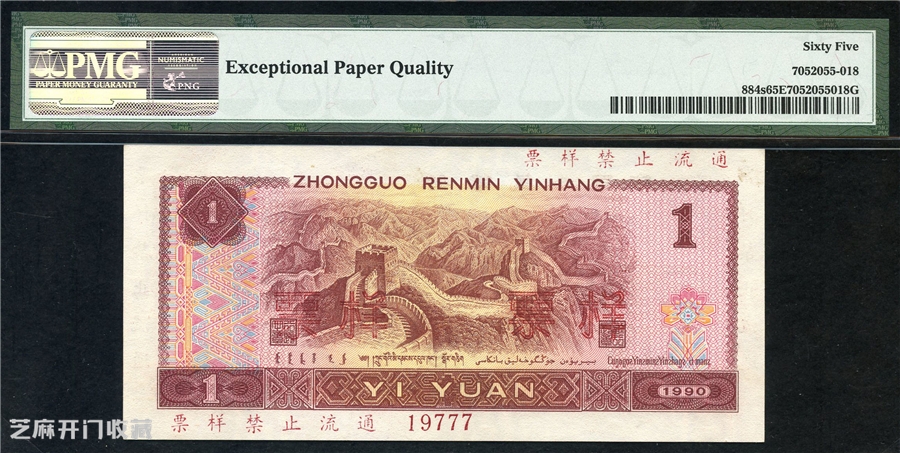 PMG
PAPER MONEY GUARANTY
NUMISMATIC
PNG
Exceptional Paper Quality
Sixty Five
7052055-018
884s65E7052055018G
票样禁止流通
ZHONGGUO RENMIN YINHANG
1
1
票样 票样
1
YI YUAN
1990
票样禁止流通 19777
芝麻开门收藏